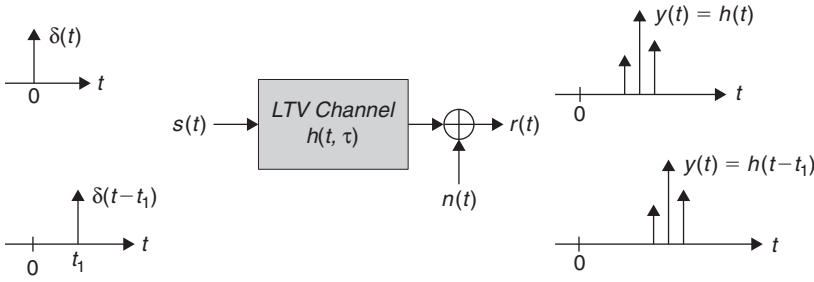 δ(t)
t
0
s(t)
LTV Channel
h(t, τ)
r(t)
n(t)
y(t) = h(t)
t
0
δ(t−t₁)
t
0
t₁
y(t) = h(t−t₁)
t
0